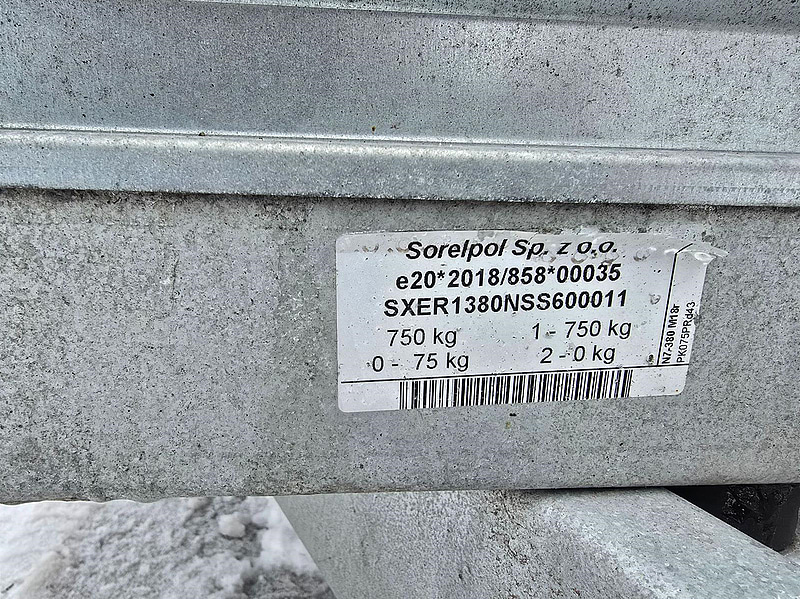 Sorelpol Sp. z o.o.
e20*2018/858*00035
SXER1380NSS600011
750 kg 1 - 750 kg
0 - 75 kg 2 - 0 kg
N7-380 M18r
PK075PRd43